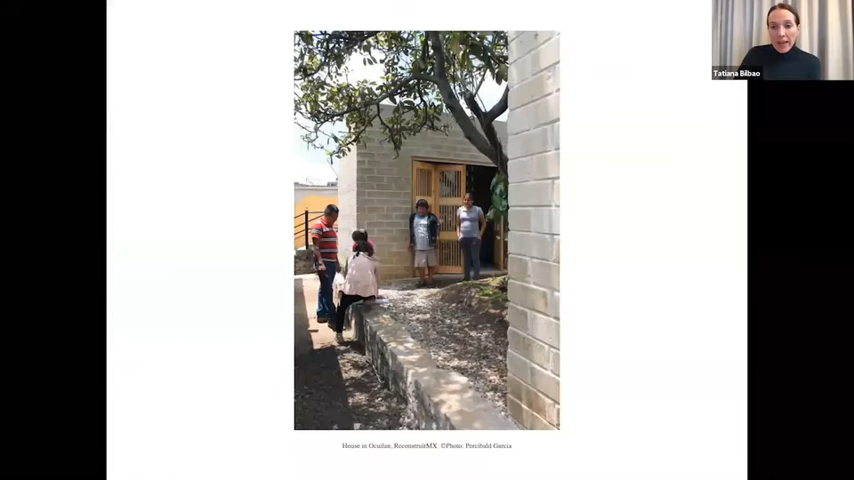 Tatiana Bilbao
House in Ocuilan, ReconstruirMX ©Photo: Percibald Garcia